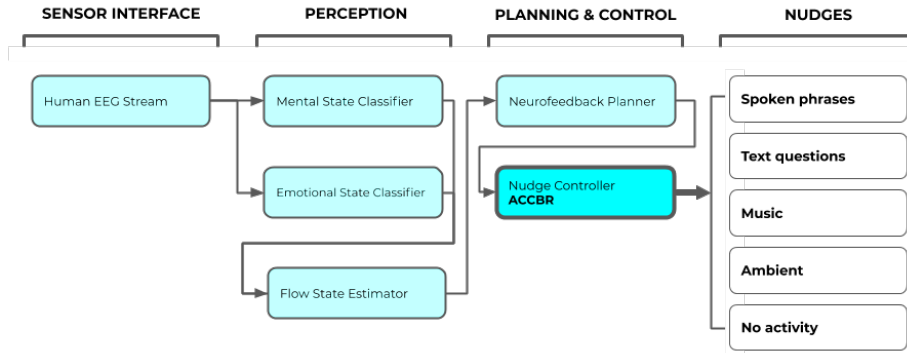 SENSOR INTERFACE
PERCEPTION
PLANNING & CONTROL
NUDGES
Human EEG Stream
Mental State Classifier
Emotional State Classifier
Flow State Estimator
Neurofeedback Planner
Nudge Controller
ACCBR
Spoken phrases
Text questions
Music
Ambient
No activity